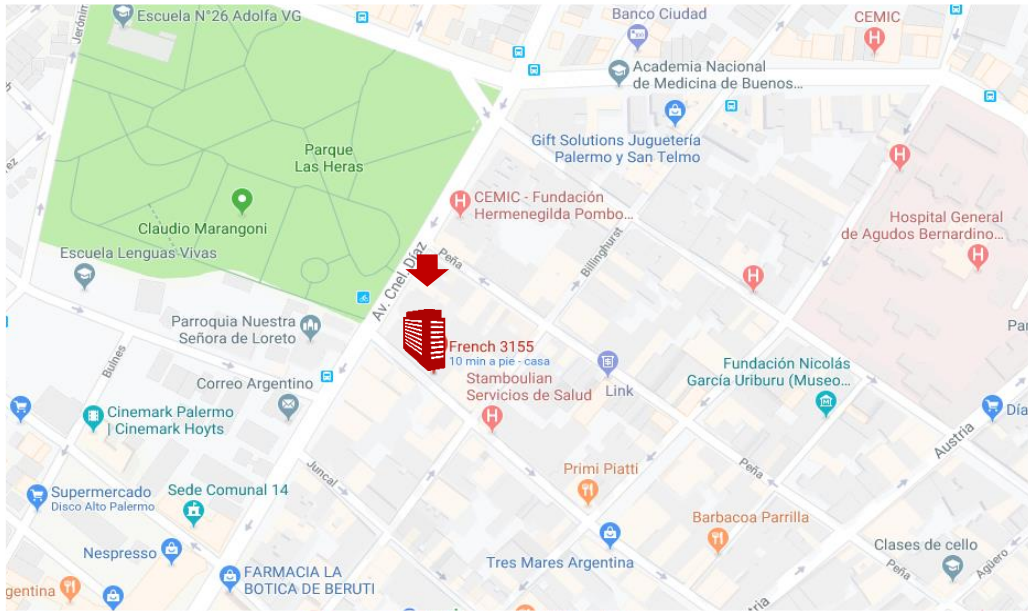 Escuela N°26 Adolfa VG
Banco Ciudad
CEMIC
Academia Nacional
de Medicina de Buenos...
Gift Solutions Juguetería
Palermo y San Telmo
Parque
Las Heras
CEMIC - Fundación
Hermenegilda Pombo...
Claudio Marangoni
Hospital General
de Agudos Bernardino...
Escuela Lenguas Vivas
Av. Cnel. Díaz
Peña
Billinghurst
Parroquia Nuestra
Señora de Loreto
French 3155
10 min a pie - casa
Stamboulian
Servicios de Salud
Link
Fundación Nicolás
García Uriburu (Museo...
Bulnes
Correo Argentino
Cinemark Palermo
| Cinemark Hoyts
Día
Austria
Juncal
Primi Piatti
Peña
Supermercado
Disco Alto Palermo
Sede Comunal 14
Barbacoa Parrilla
Nespresso
Tres Mares Argentina
Clases de cello
Peña
Agüero
FARMACIA LA
BOTICA DE BERUTI